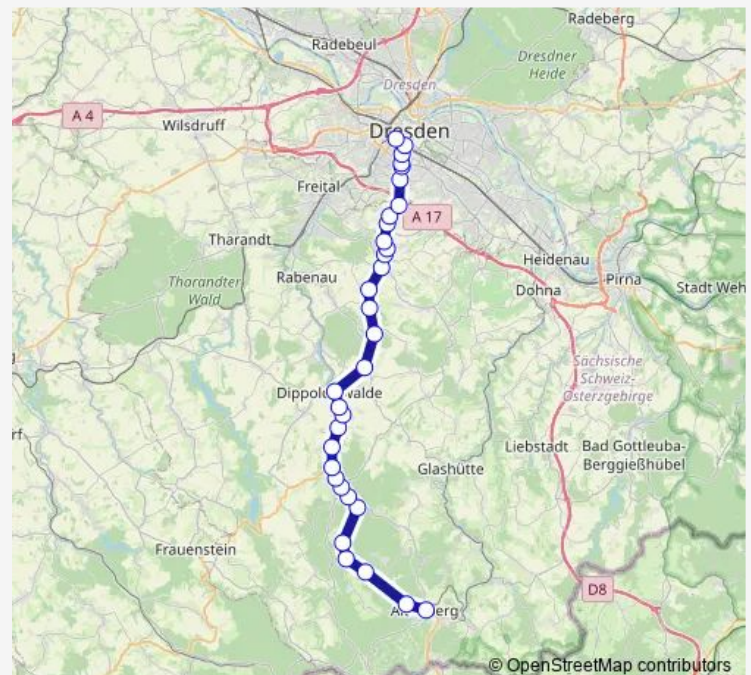 Radeberg
Radebeul
Dresdner
Heide
Dresden
A 4
Wilsdruff
Dresden
Freital
A 17
Tharandt
Heidenau
Rabenau
Pirna
Dohna
Stadt Weh
Tharandter
Wald
Sächsische
Schweiz-
Osterzgebirge
Liebstadt
Bad Gottleuba-
Berggießhübel
Glashütte
Frauenstein
D8
© OpenStreetMap contributors